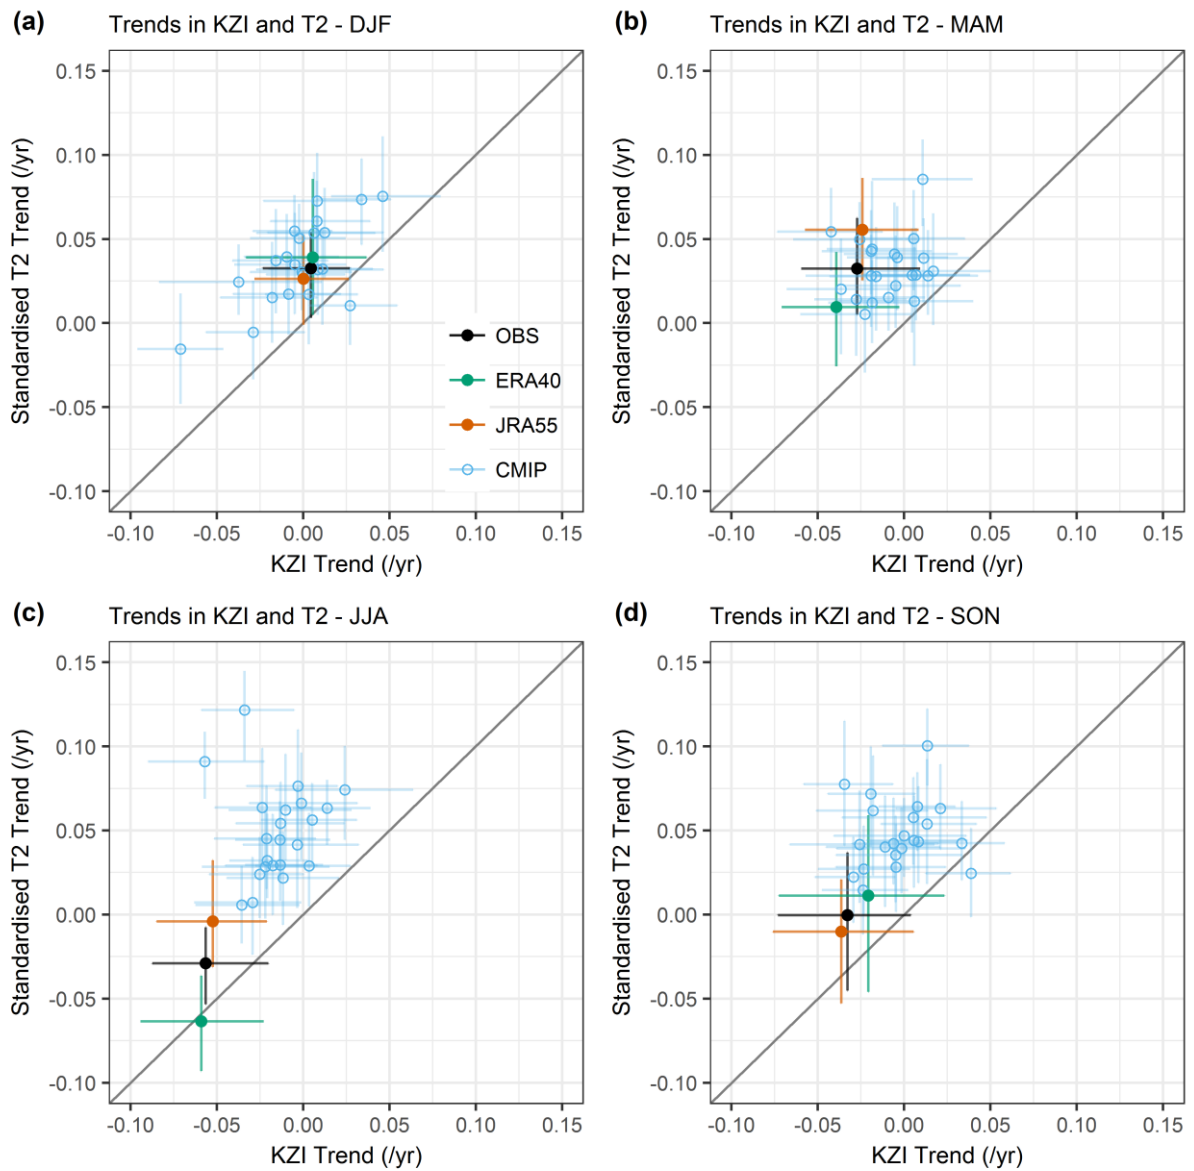 (a) Trends in KZI and T2 - DJF
Standardised T2 Trend (/yr)
0.15
0.10
0.05
0.00
-0.05
-0.10
OBS
ERA40
JRA55
CMIP
-0.10 -0.05 0.00 0.05 0.10 0.15
KZI Trend (/yr)
(b) Trends in KZI and T2 - MAM
Standardised T2 Trend (/yr)
0.15
0.10
0.05
0.00
-0.05
-0.10
-0.10 -0.05 0.00 0.05 0.10 0.15
KZI Trend (/yr)
(c) Trends in KZI and T2 - JJA
Standardised T2 Trend (/yr)
0.15
0.10
0.05
0.00
-0.05
-0.10
-0.10 -0.05 0.00 0.05 0.10 0.15
KZI Trend (/yr)
(d) Trends in KZI and T2 - SON
Standardised T2 Trend (/yr)
0.15
0.10
0.05
0.00
-0.05
-0.10
-0.10 -0.05 0.00 0.05 0.10 0.15
KZI Trend (/yr)